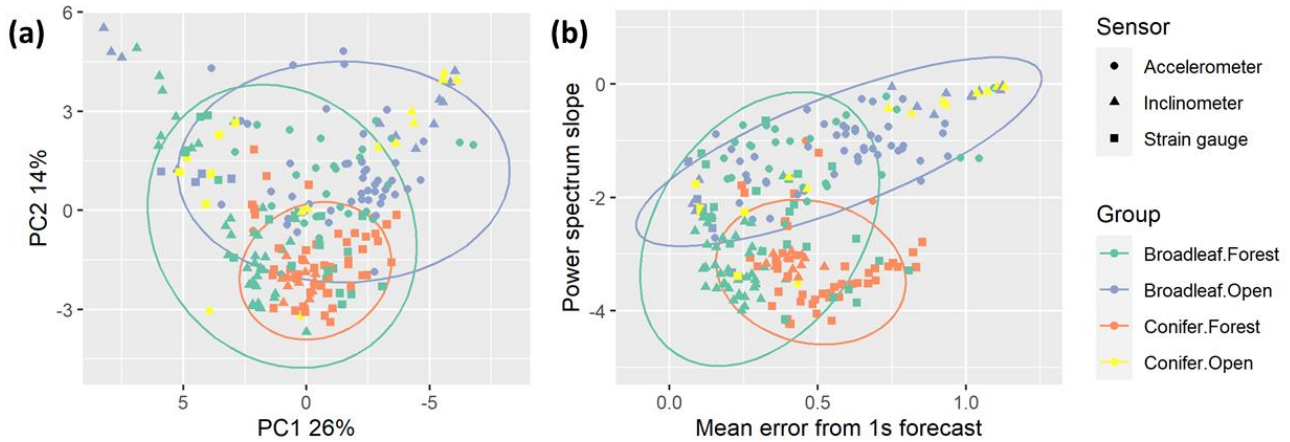 (a)
6
3
0
-3
PC2 14%
5
0
-5
PC1 26%
(b)
0
-2
-4
Power spectrum slope
0.0
0.5
1.0
Mean error from 1s forecast
Sensor
Accelerometer
Inclinometer
Strain gauge
Group
Broadleaf.Forest
Broadleaf.Open
Conifer.Forest
Conifer.Open